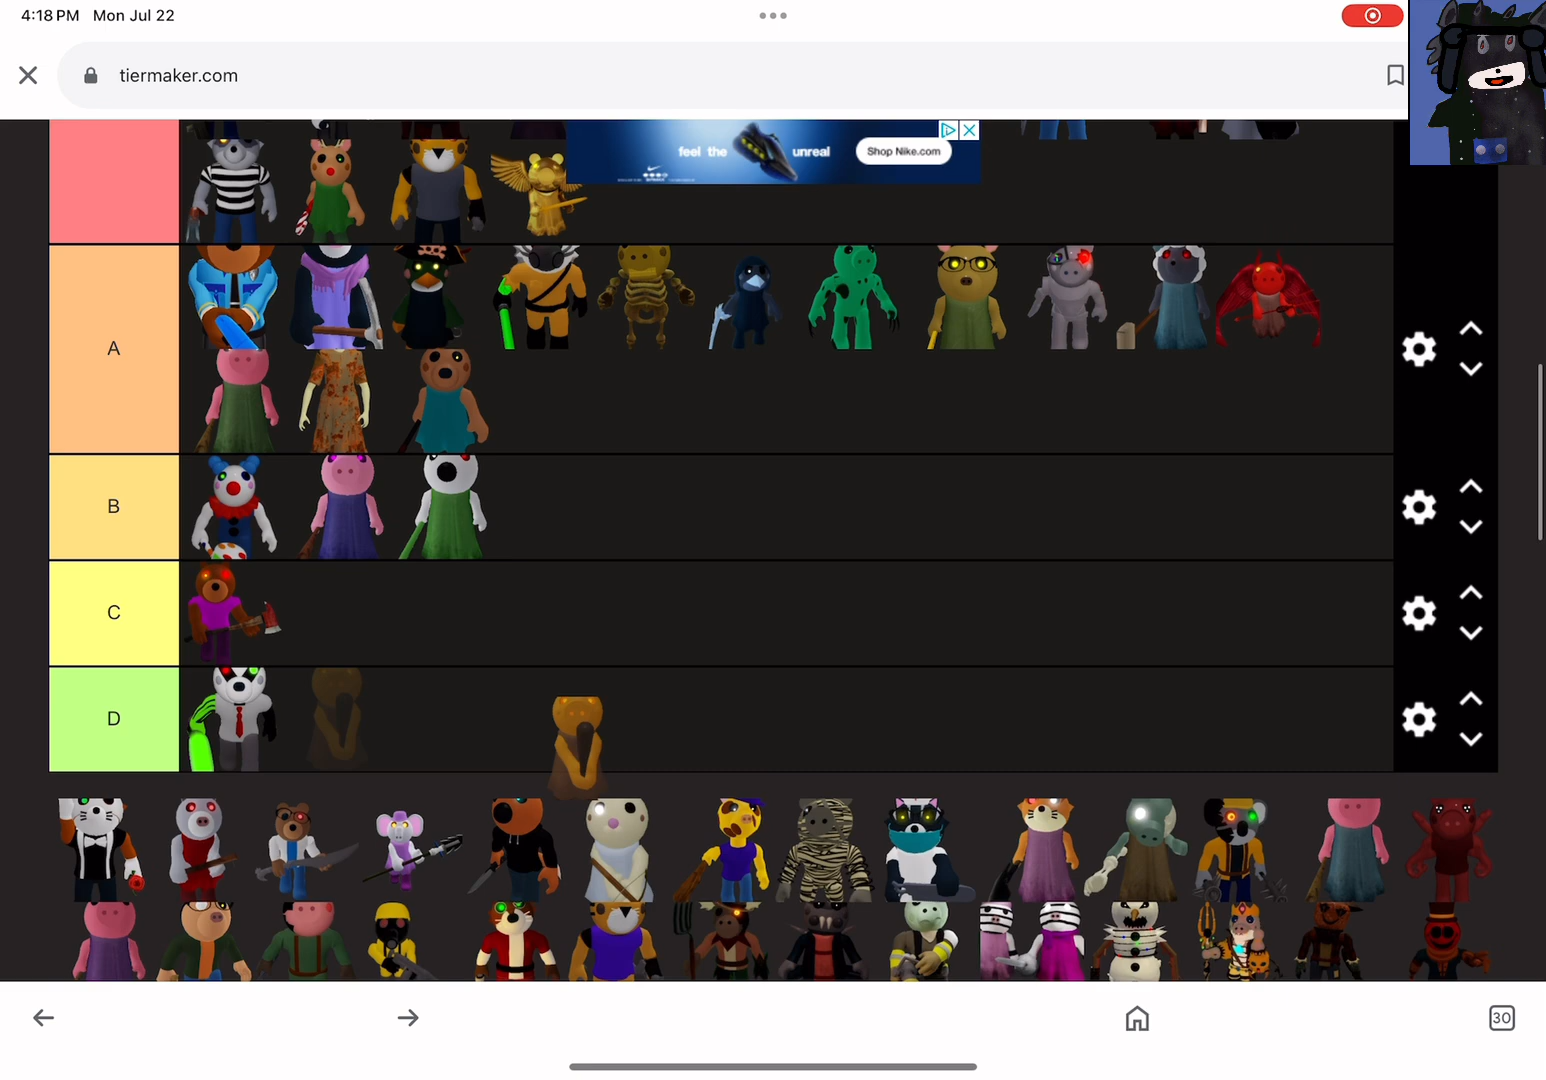 4:18 PM Mon Jul 22
tiermaker.com
feel the unreal
Shop Nike.com
A
B
C
D
30